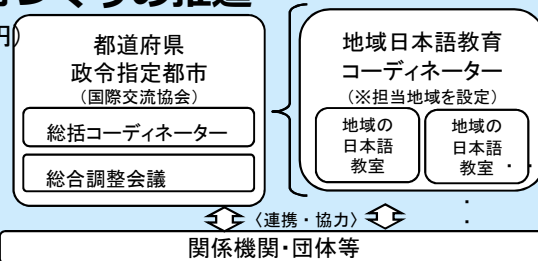 の推進
円)
都道府県
政令指定都市
(国際交流協会)
総括コーディネーター
総合調整会議
地域日本語教育
コーディネーター
(※担当地域を設定)
地域の
日本語
教室
地域の
日本語
教室・・
・
・
〈連携・協力〉
関係機関・団体等